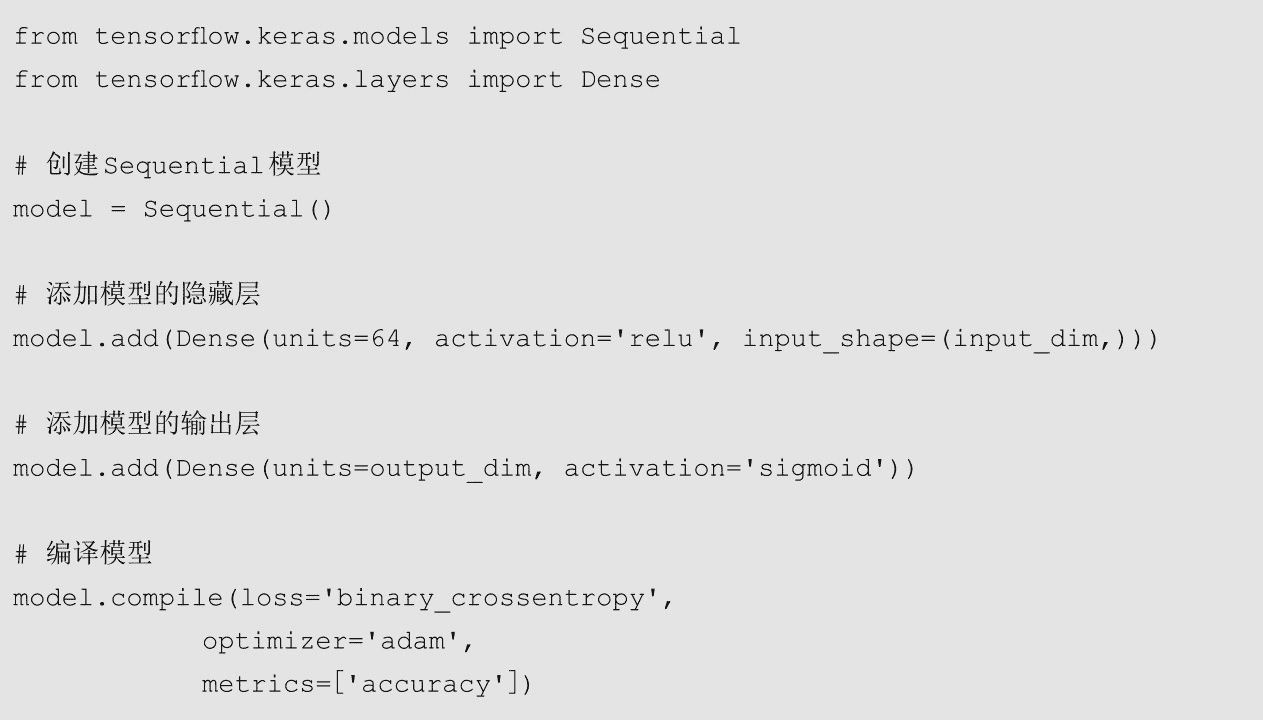 from tensorflow.keras.models import Sequential
from tensorflow.keras.layers import Dense
# 创建Sequential模型
model = Sequential()
# 添加模型的隐藏层
model.add(Dense(units=64, activation='relu', input_shape=(input_dim,)))
# 添加模型的输出层
model.add(Dense(units=output_dim, activation='sigmoid'))
# 编译模型
model.compile(loss='binary_crossentropy',
optimizer='adam',
metrics=['accuracy'])